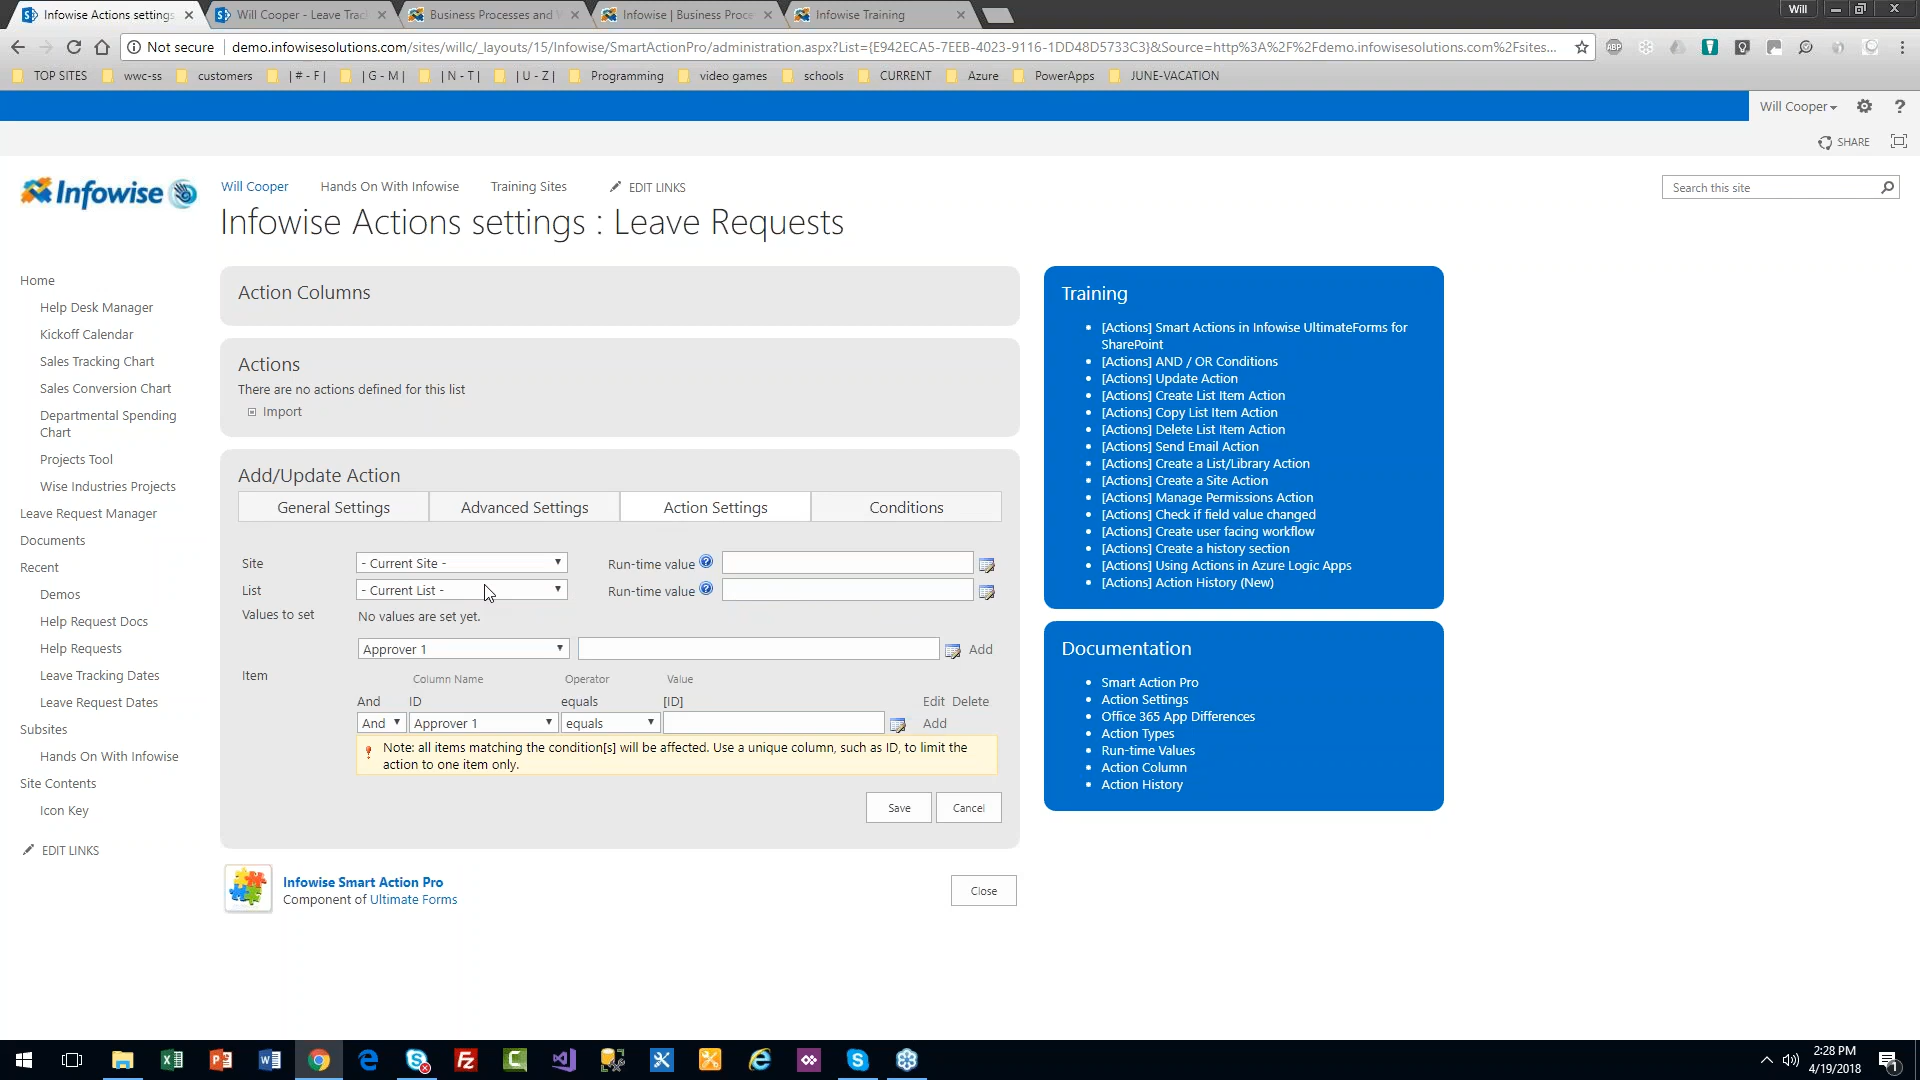 Infowise Actions settings
Will Cooper - Leave Trac
Business Processes and
Infowise | Business Proce
Infowise Training
Will
Not secure
demo.infowisesolutions.com/sites/willc/_layouts/15/Infowise/SmartActionPro/administration.aspx?List={E942ECA5-7EEB-4023-9116-1DD48D5733C3}&Source=http%3A%2F%2Fdemo.infowisesolutions.com%2Fsites...
TOP SITES
wwc-ss
customers
| # - F |
| G - M |
| N - T |
| U - Z |
Programming
video games
schools
CURRENT
Azure
PowerApps
JUNE-VACATION
Will Cooper
?
SHARE
Infowise
Will Cooper
Hands On With Infowise
Training Sites
EDIT LINKS
Search this site
Infowise Actions settings : Leave Requests
Home
Help Desk Manager
Kickoff Calendar
Sales Tracking Chart
Sales Conversion Chart
Departmental Spending
Chart
Projects Tool
Wise Industries Projects
Leave Request Manager
Documents
Recent
Demos
Help Request Docs
Help Requests
Leave Tracking Dates
Leave Request Dates
Subsites
Hands On With Infowise
Site Contents
Icon Key
EDIT LINKS
Action Columns
Actions
There are no actions defined for this list
Import
Add/Update Action
General Settings
Advanced Settings
Action Settings
Conditions
Site
- Current Site -
Run-time value
List
- Current List -
Run-time value
Values to set
No values are set yet.
Approver 1
Add
Item
Column Name
Operator
Value
And
ID
equals
[ID]
Edit
Delete
And
Approver 1
equals
Add
Note: all items matching the condition[s] will be affected. Use a unique column, such as ID, to limit the
action to one item only.
Save
Cancel
Infowise Smart Action Pro
Component of Ultimate Forms
Close
Training
[Actions] Smart Actions in Infowise UltimateForms for
SharePoint
[Actions] AND / OR Conditions
[Actions] Update Action
[Actions] Create List Item Action
[Actions] Copy List Item Action
[Actions] Delete List Item Action
[Actions] Send Email Action
[Actions] Create a List/Library Action
[Actions] Create a Site Action
[Actions] Manage Permissions Action
[Actions] Check if field value changed
[Actions] Create user facing workflow
[Actions] Create a history section
[Actions] Using Actions in Azure Logic Apps
[Actions] Action History (New)
Documentation
Smart Action Pro
Action Settings
Office 365 App Differences
Action Types
Run-time Values
Action Column
Action History
2:28 PM
4/19/2018